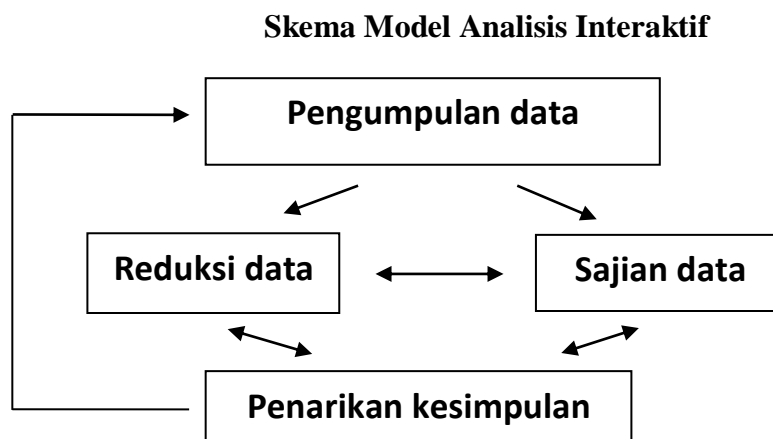 Skema Model Analisis Interaktif
Pengumpulan data
Reduksi data
Sajian data
Penarikan kesimpulan